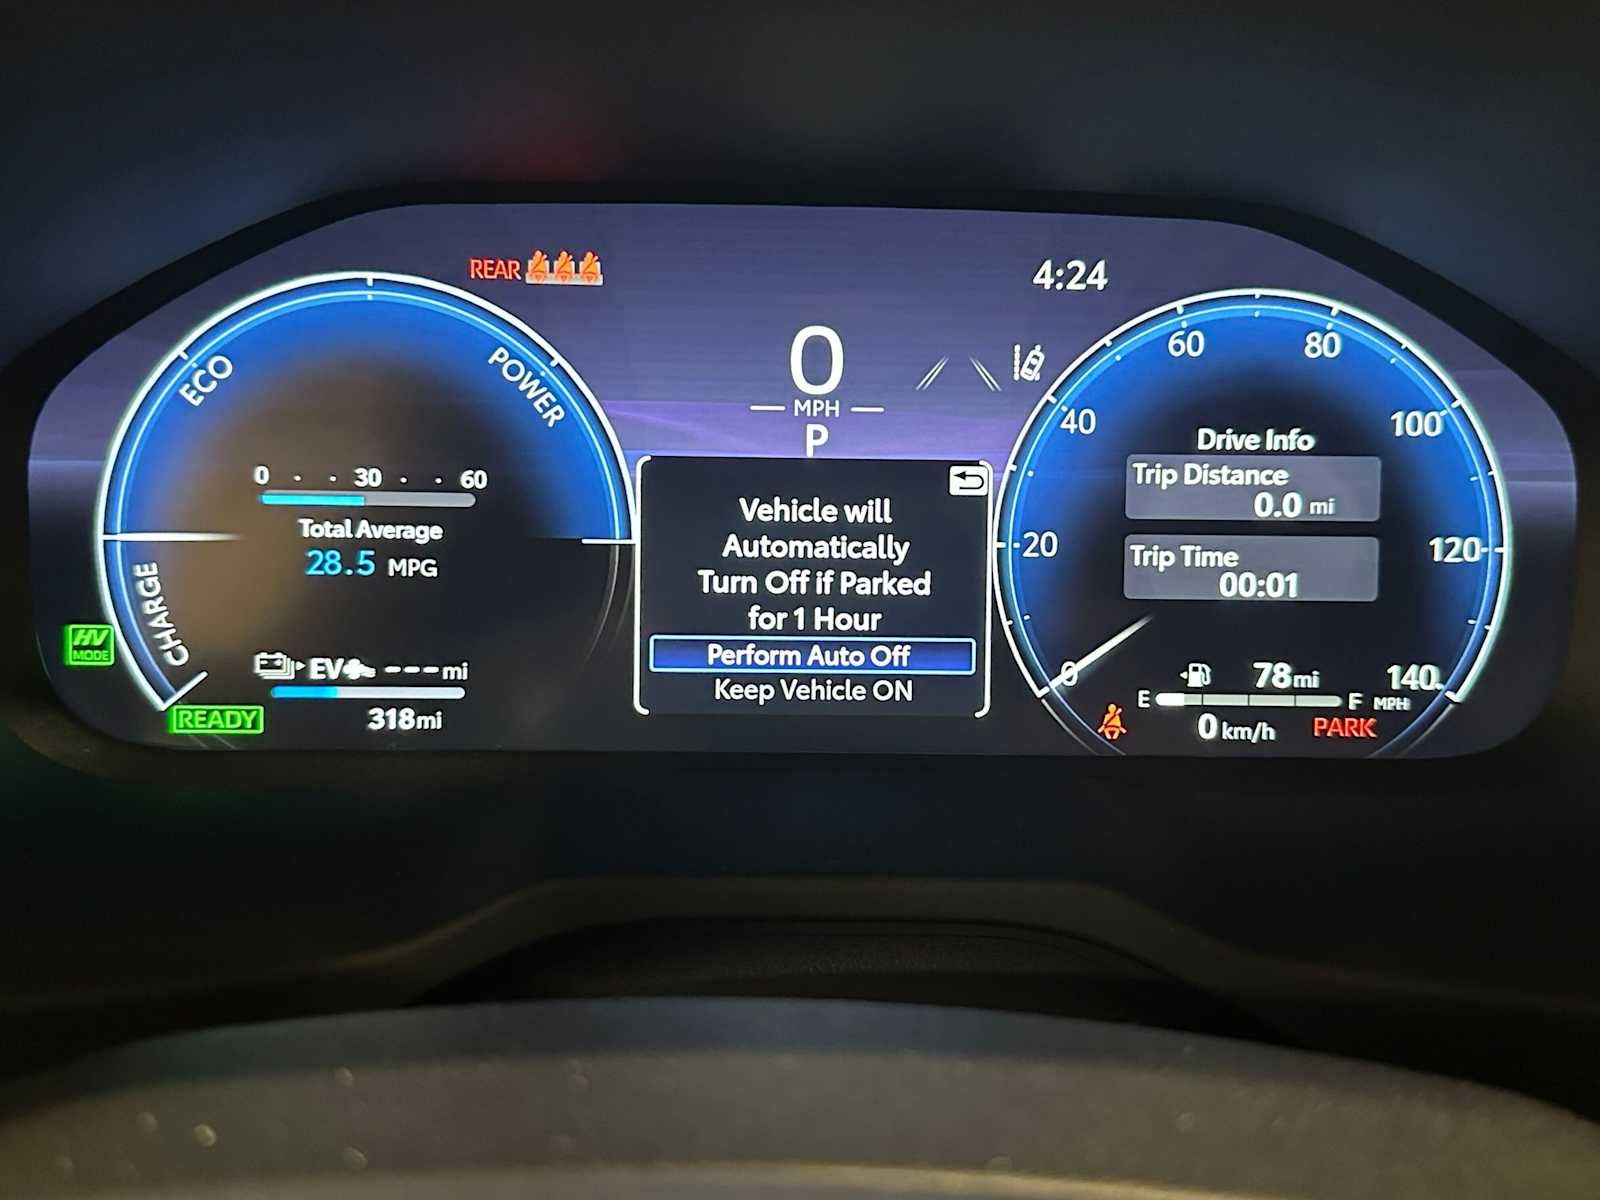 REAR
4:24
0
MPH
P
ECO
POWER
CHARGE
0 30 60
Total Average
28.5 MPG
HV
MODE
EV --- mi
318mi
READY
Vehicle will
Automatically
Turn Off if Parked
for 1 Hour
Perform Auto Off
Keep Vehicle ON
0
20
40
60
80
100
120
140
MPH
Drive Info
Trip Distance
0.0 mi
Trip Time
00:01
78mi
E F
0 km/h
PARK